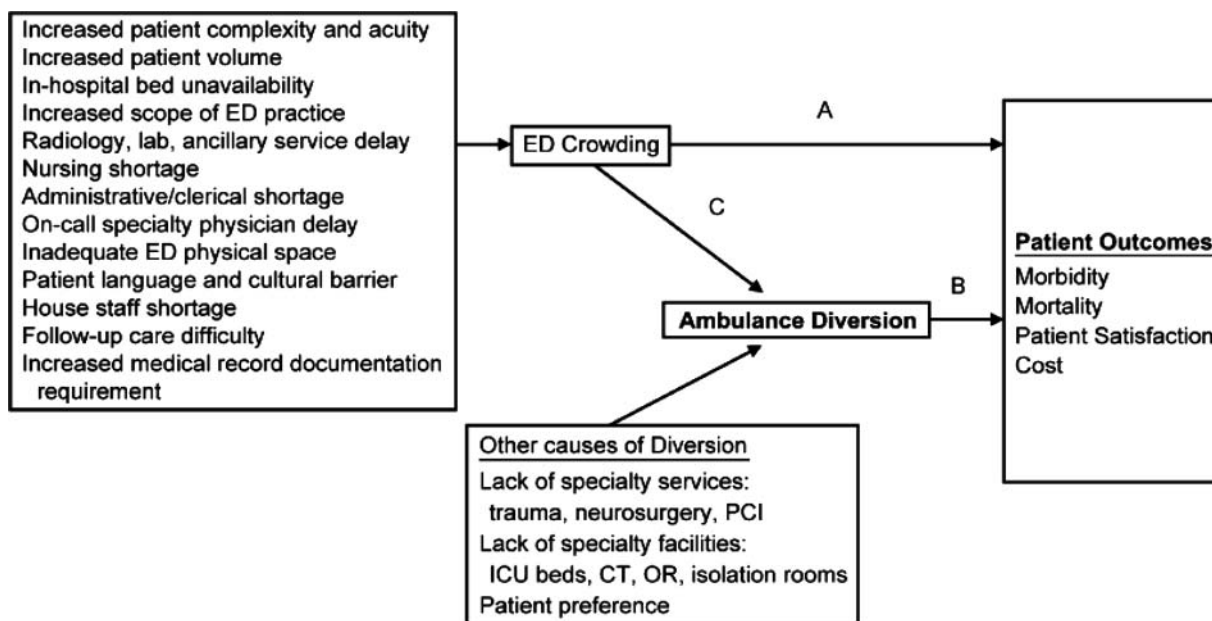 Increased patient complexity and acuity
Increased patient volume
In-hospital bed unavailability
Increased scope of ED practice
Radiology, lab, ancillary service delay
Nursing shortage
Administrative/clerical shortage
On-call specialty physician delay
Inadequate ED physical space
Patient language and cultural barrier
House staff shortage
Follow-up care difficulty
Increased medical record documentation
requirement
ED Crowding
A
C
Ambulance Diversion
B
Other causes of Diversion
Lack of specialty services:
trauma, neurosurgery, PCI
Lack of specialty facilities:
ICU beds, CT, OR, isolation rooms
Patient preference
Patient Outcomes
Morbidity
Mortality
Patient Satisfaction
Cost